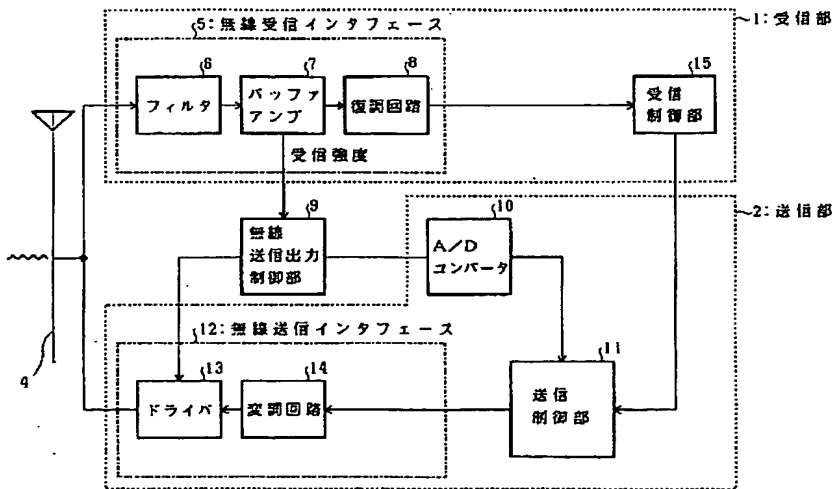 5:無線受信インタフェース
1:受信部
6
フィルタ
7
バッファ
アンプ
8
復調回路
15
受信
制御部
受信強度
9
無線
送信出力
制御部
10
A/D
コンバータ
2:送信部
12:無線送信インタフェース
4
13
ドライバ
14
変調回路
11
送信
制御部